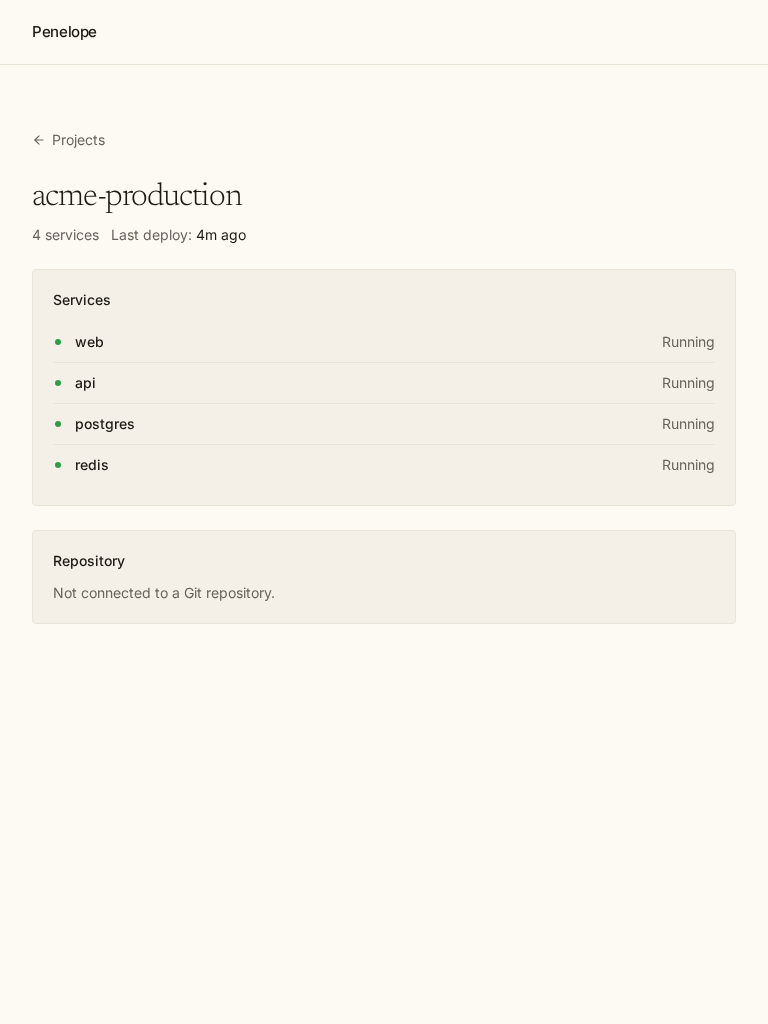 Penelope
← Projects
acme-production
4 services Last deploy: 4m ago
Services
web Running
api Running
postgres Running
redis Running
Repository
Not connected to a Git repository.